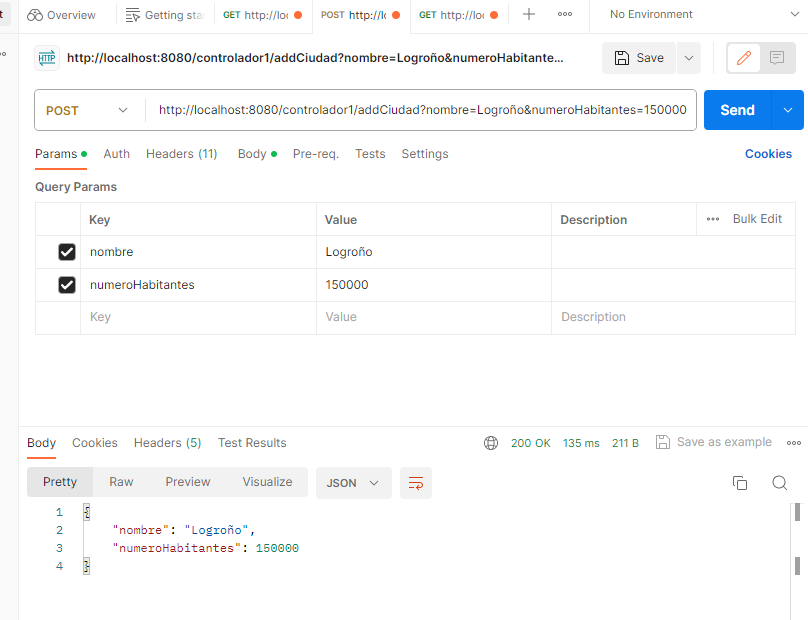 t Overview Getting sta GET http://loc POST http://lo GET http://loc No Environment
HTTP http://localhost:8080/controlador1/addCiudad?nombre=Logroño&numeroHabitante... Save
POST http://localhost:8080/controlador1/addCiudad?nombre=Logroño&numeroHabitantes=150000 Send
Params Auth Headers (11) Body Pre-req. Tests Settings Cookies
Query Params
Key Value Description Bulk Edit
nombre Logroño
numeroHabitantes 150000
Key Value Description
Body Cookies Headers (5) Test Results 200 OK 135 ms 211 B Save as example
Pretty Raw Preview Visualize JSON
1 {
2 "nombre": "Logroño",
3 "numeroHabitantes": 150000
4 }